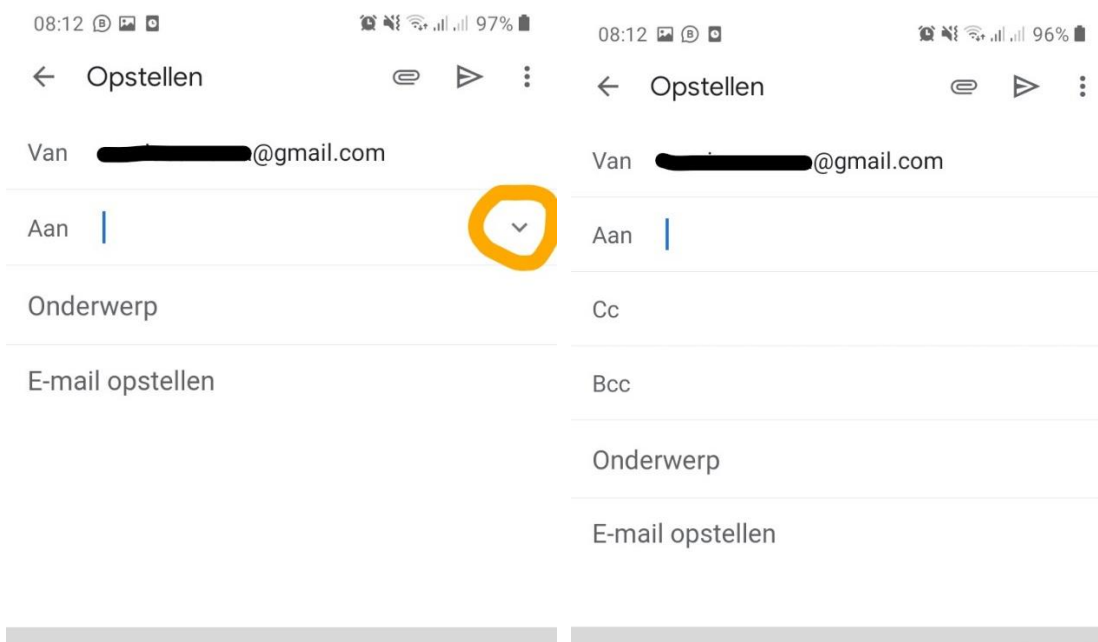 08:12 97%
Opstellen
Van @gmail.com
Aan
Onderwerp
E-mail opstellen
08:12 96%
Opstellen
Van @gmail.com
Aan
Cc
Bcc
Onderwerp
E-mail opstellen